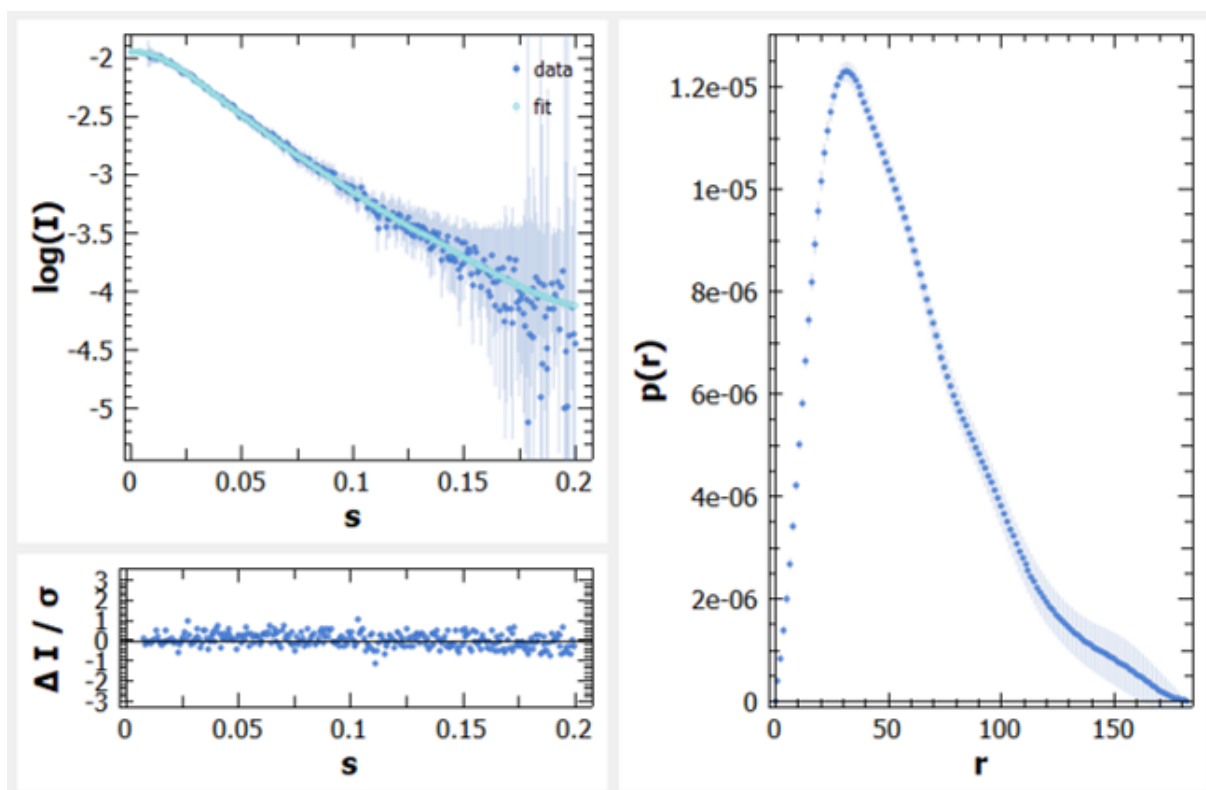 log(I)
-2
-2.5
-3
-3.5
-4
-4.5
-5
data
fit
0 0.05 0.1 0.15 0.2
s
Δ I / σ
3
2
1
0
-1
-2
-3
0 0.05 0.1 0.15 0.2
s
p(r)
1.2e-05
1e-05
8e-06
6e-06
4e-06
2e-06
0
0 50 100 150
r